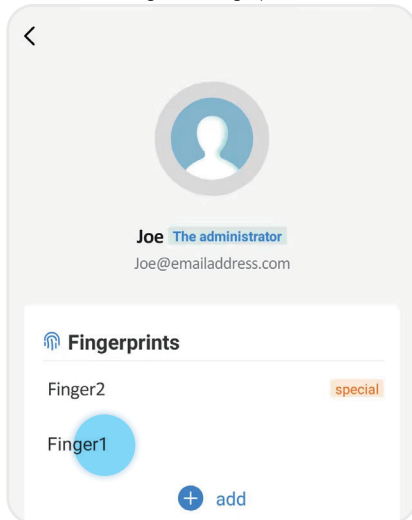 Joe The administrator
Joe@emailaddress.com
Fingerprints
Finger2 special
Finger1
add